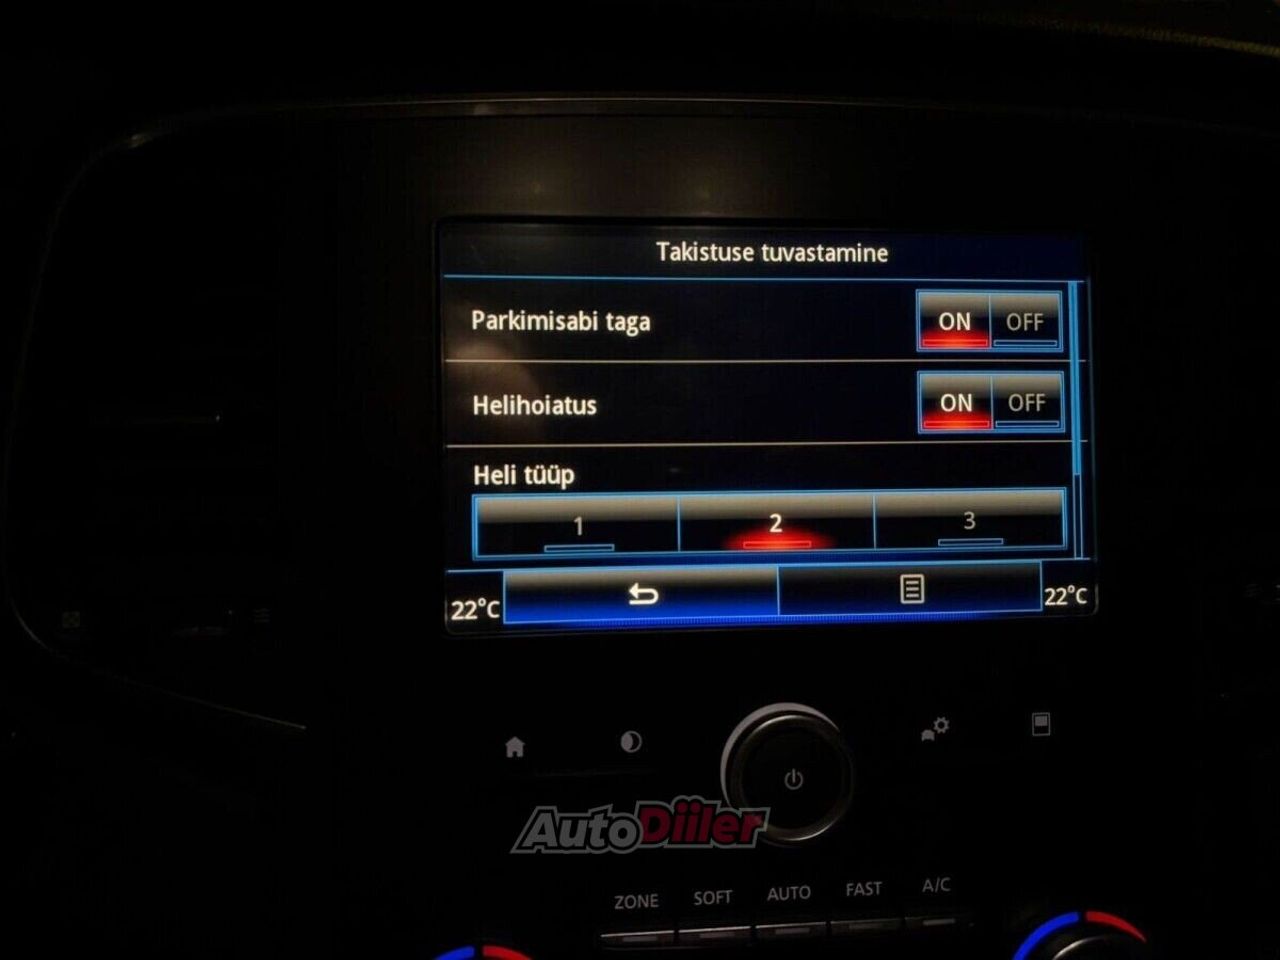 Takistuse tuvastamine
Parkimisabi taga ON OFF
Helihoiatus ON OFF
Heli tüüp
1 2 3
22°C 22°C
AutoDiiler
ZONE SOFT AUTO FAST A/C